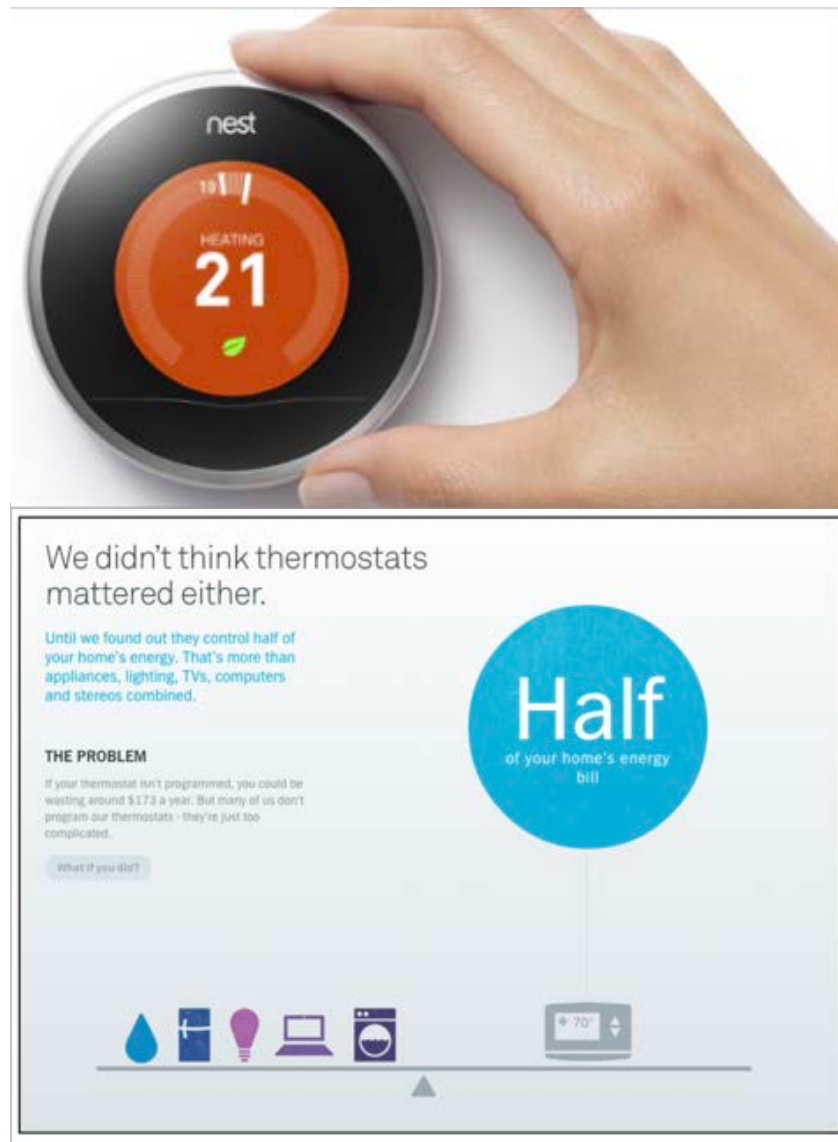 nest
19
HEATING
21
We didn't think thermostats
mattered either.
Until we found out they control half of
your home's energy. That's more than
appliances, lighting, TVs, computers
and stereos combined.
THE PROBLEM
If your thermostat isn't programmed, you could be
wasting around $173 a year. But many of us don't
program our thermostats - they're just too
complicated.
What if you did?
Half
of your home's energy
bill
70°